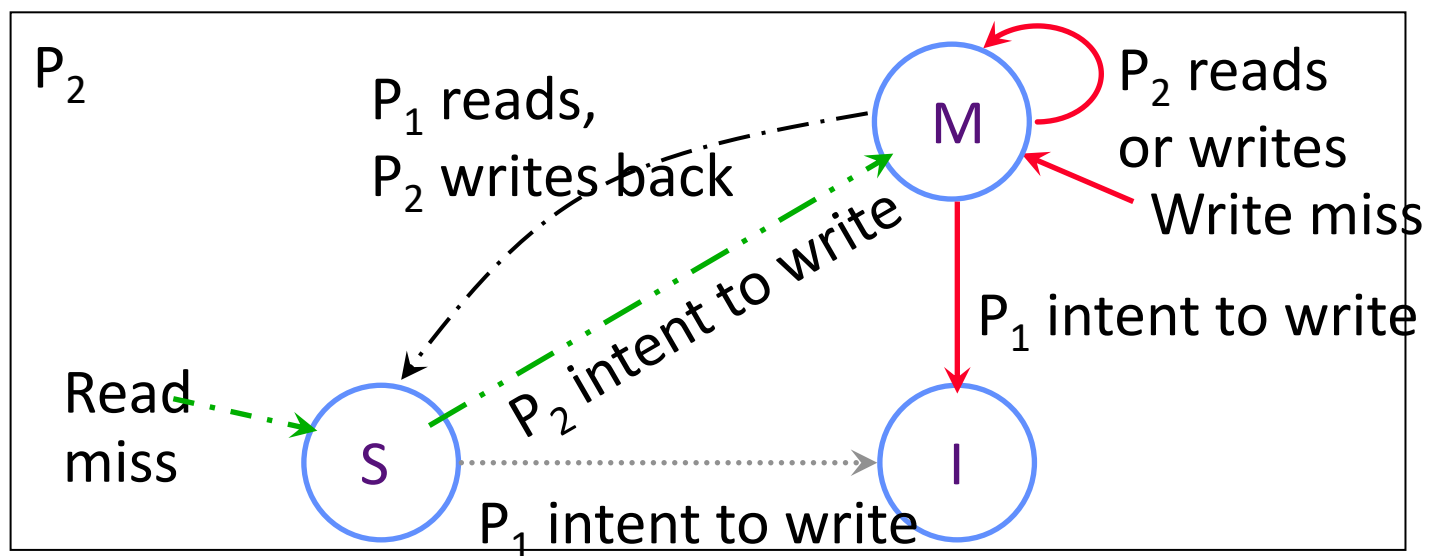 P2
P1 reads,
P2 writes back
M
P2 reads
or writes
Write miss
P2 intent to write
P1 intent to write
Read
miss
S
I
P1 intent to write